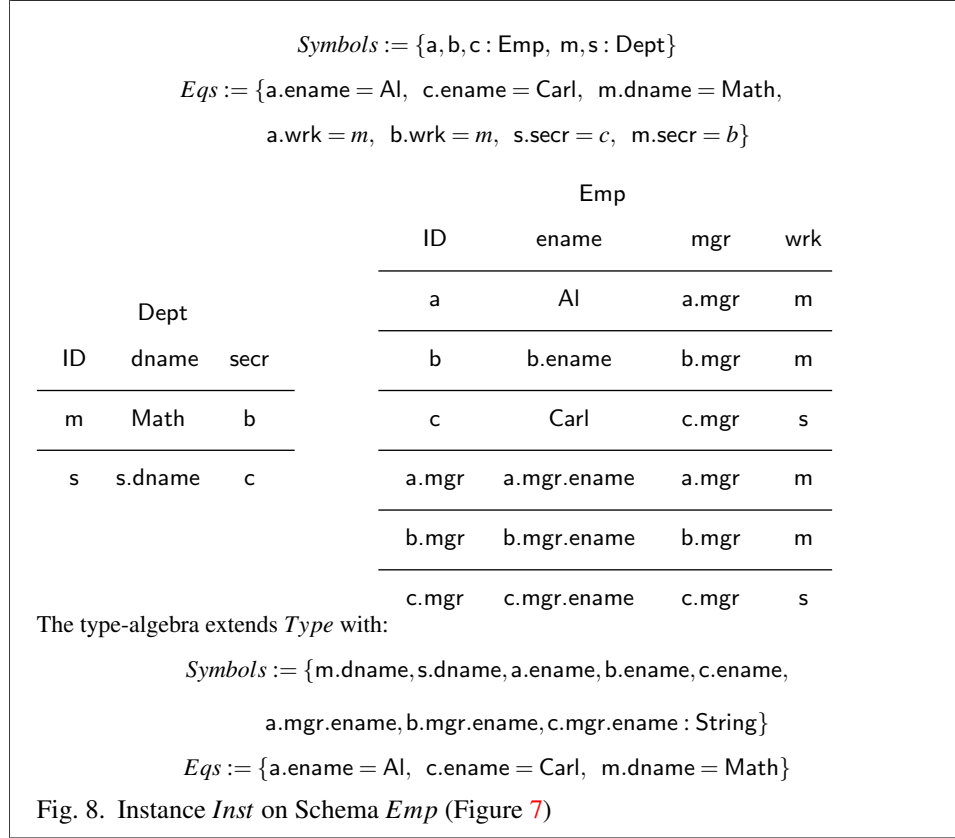 Symbols := {a, b, c : Emp, m, s : Dept}
Eqs := {a.ename = Al, c.ename = Carl, m.dname = Math,
a.wrk = m, b.wrk = m, s.secr = c, m.secr = b}
Dept
ID dname secr
m Math b
s s.dname c
Emp
ID ename mgr wrk
a Al a.mgr m
b b.ename b.mgr m
c Carl c.mgr s
a.mgr a.mgr.ename a.mgr m
b.mgr b.mgr.ename b.mgr m
c.mgr c.mgr.ename c.mgr s
The type-algebra extends Type with:
Symbols := {m.dname, s.dname, a.ename, b.ename, c.ename,
a.mgr.ename, b.mgr.ename, c.mgr.ename : String}
Eqs := {a.ename = Al, c.ename = Carl, m.dname = Math}
Fig. 8. Instance Inst on Schema Emp (Figure 7)